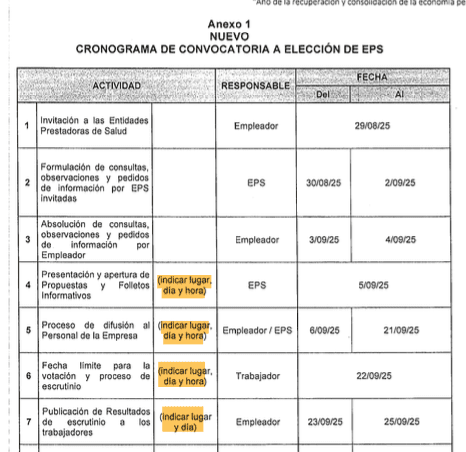 "Año de la recuperación y consolidación de la economía pe
Anexo 1
NUEVO
CRONOGRAMA DE CONVOCATORIA A ELECCIÓN DE EPS
ACTIVIDAD
RESPONSABLE
FECHA
Del
Al
1
Invitación a las Entidades
Prestadoras de Salud
Empleador
29/08/25
2
Formulación de consultas,
observaciones y pedidos
de información por EPS
invitadas
EPS
30/08/25
2/09/25
3
Absolución de consultas,
observaciones y pedidos
de información por
Empleador
Empleador
3/09/25
4/09/25
4
Presentación y apertura de
Propuestas y Folletos
Informativos
(indicar lugar,
día y hora)
EPS
5/09/25
5
Proceso de difusión al
Personal de la Empresa
(indicar lugar,
día y hora)
Empleador / EPS
6/09/25
21/09/25
6
Fecha límite para la
votación y proceso de
escrutinio
(indicar lugar,
día y hora)
Trabajador
22/09/25
7
Publicación de Resultados
de escrutinio a los
trabajadores
(indicar lugar
y día)
Empleador
23/09/25
25/09/25